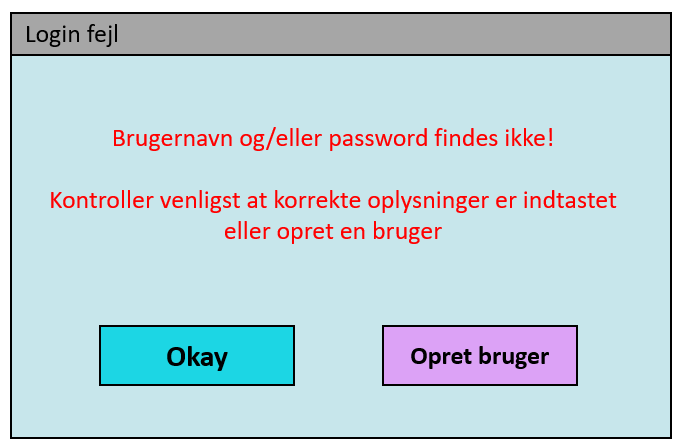 Login fejl
Brugernavn og/eller password findes ikke!
Kontroller venligst at korrekte oplysninger er indtastet
eller opret en bruger
Okay
Opret bruger